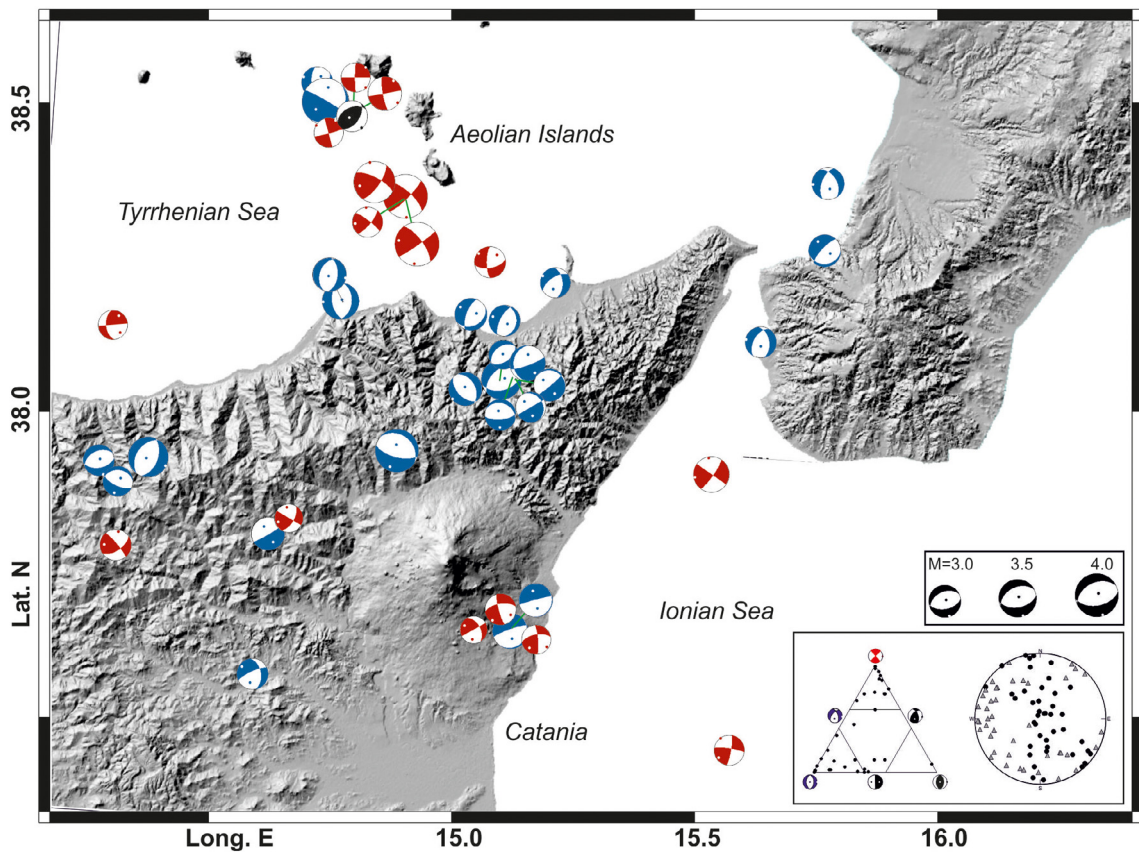 38.5
Aeolian Islands
Tyrrhenian Sea
38.0
M=3.0 3.5 4.0
Lat. N
Ionian Sea
N
W E
S
Catania
Long. E 15.0 15.5 16.0